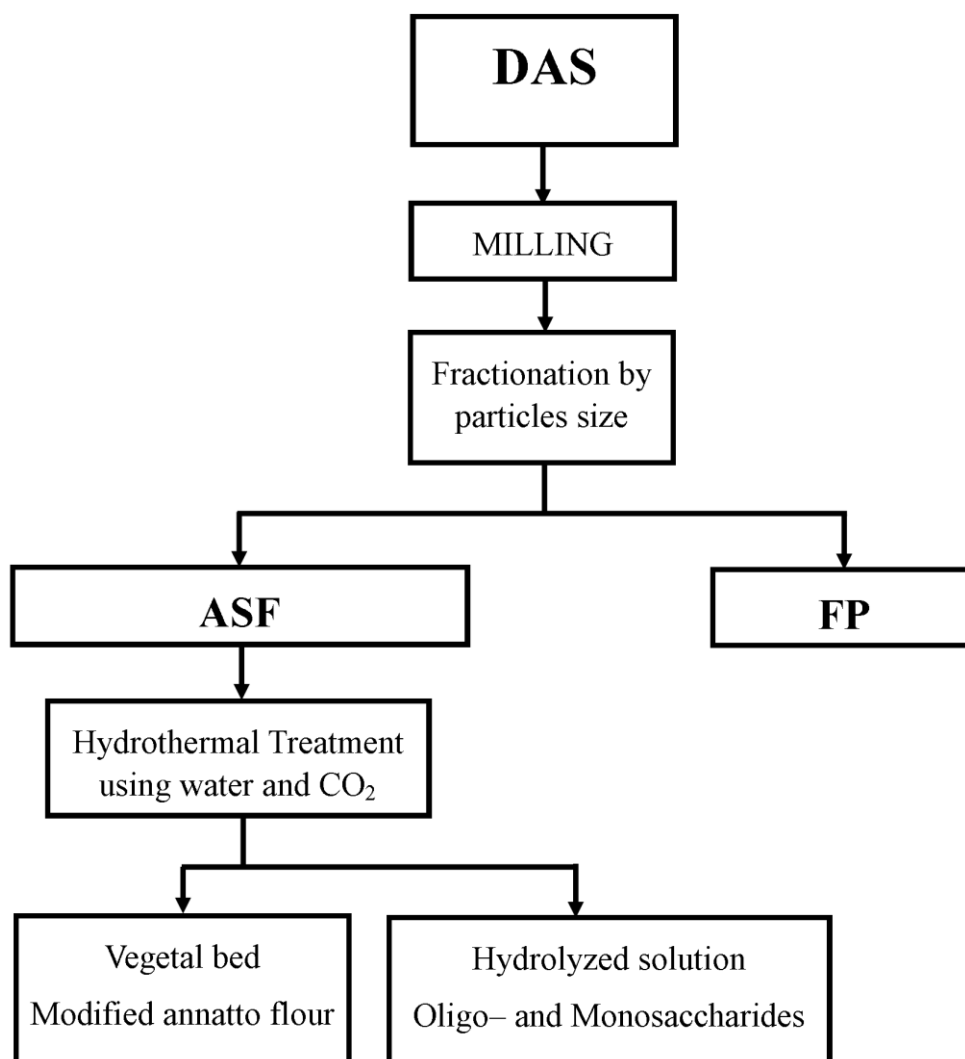 DAS
MILLING
Fractionation by
particles size
ASF
FP
Hydrothermal Treatment
using water and CO₂
Vegetal bed
Modified annatto flour
Hydrolyzed solution
Oligo– and Monosaccharides